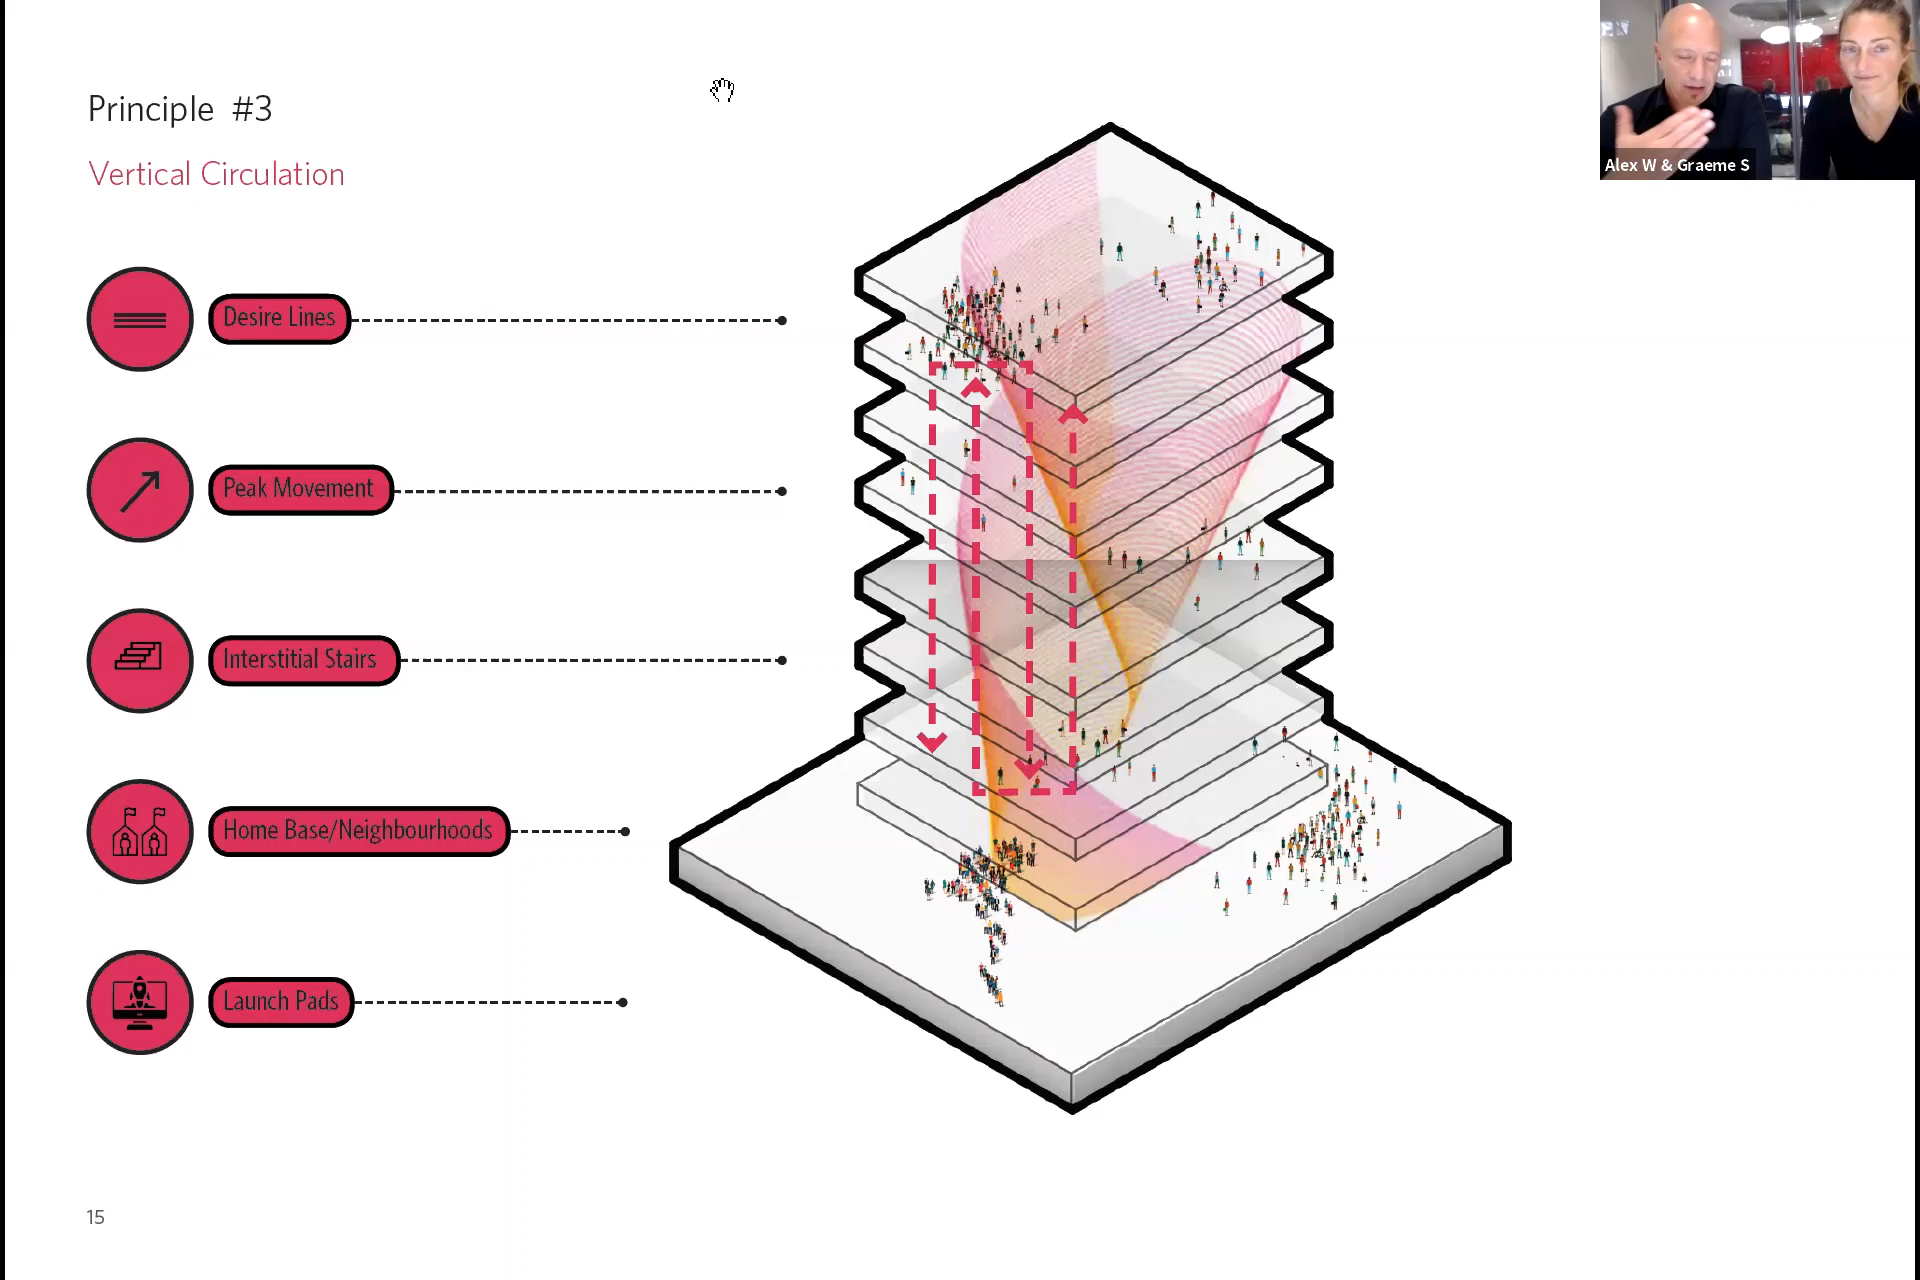 Principle #3
Vertical Circulation
Desire Lines
Peak Movement
Interstitial Stairs
Home Base/Neighbourhoods
Launch Pads
15
Alex W & Graeme S